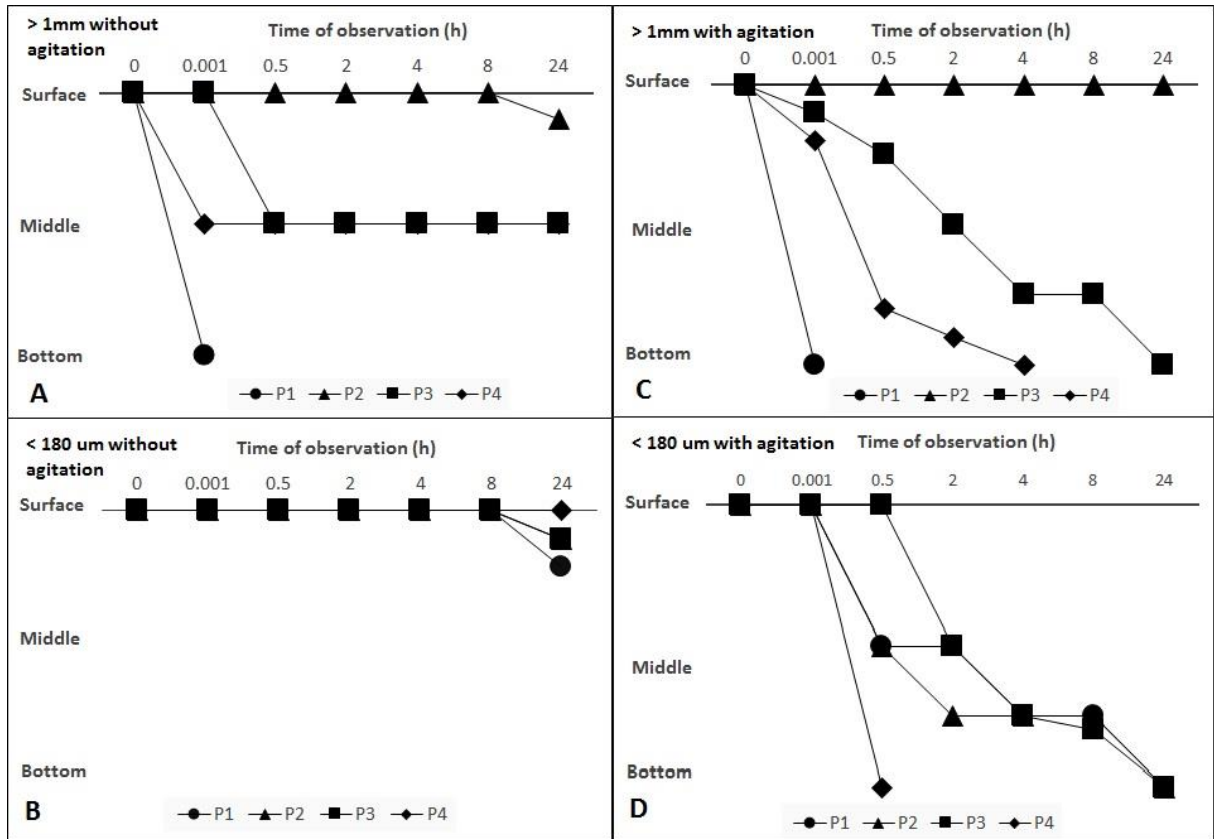 > 1mm without
agitation
Time of observation (h)
0 0.001 0.5 2 4 8 24
Surface
Middle
Bottom
A
P1 P2 P3 P4
< 180 um without
agitation
Time of observation (h)
0 0.001 0.5 2 4 8 24
Surface
Middle
Bottom
B
P1 P2 P3 P4
> 1mm with agitation
Time of observation (h)
0 0.001 0.5 2 4 8 24
Surface
Middle
Bottom
C
P1 P2 P3 P4
< 180 um with agitation
Time of observation (h)
0 0.001 0.5 2 4 8 24
Surface
Middle
Bottom
D
P1 P2 P3 P4